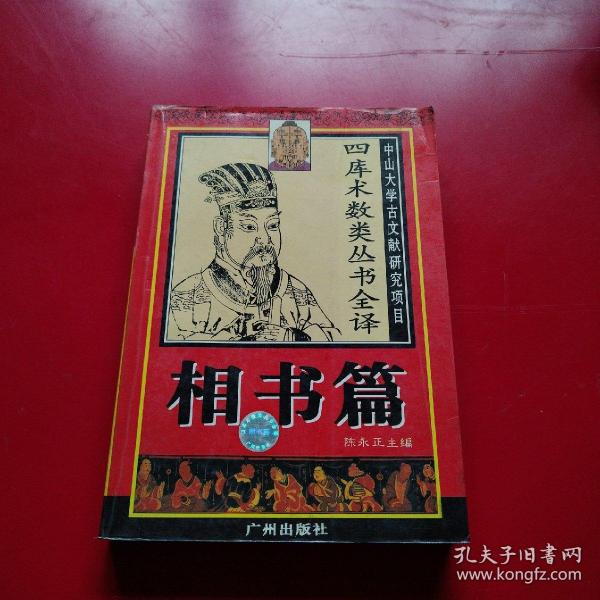 中山大学古文献研究项目
四库术数类丛书全译
相书篇
陈永正主编
广州出版社
孔夫子旧书网
www.kongfz.com